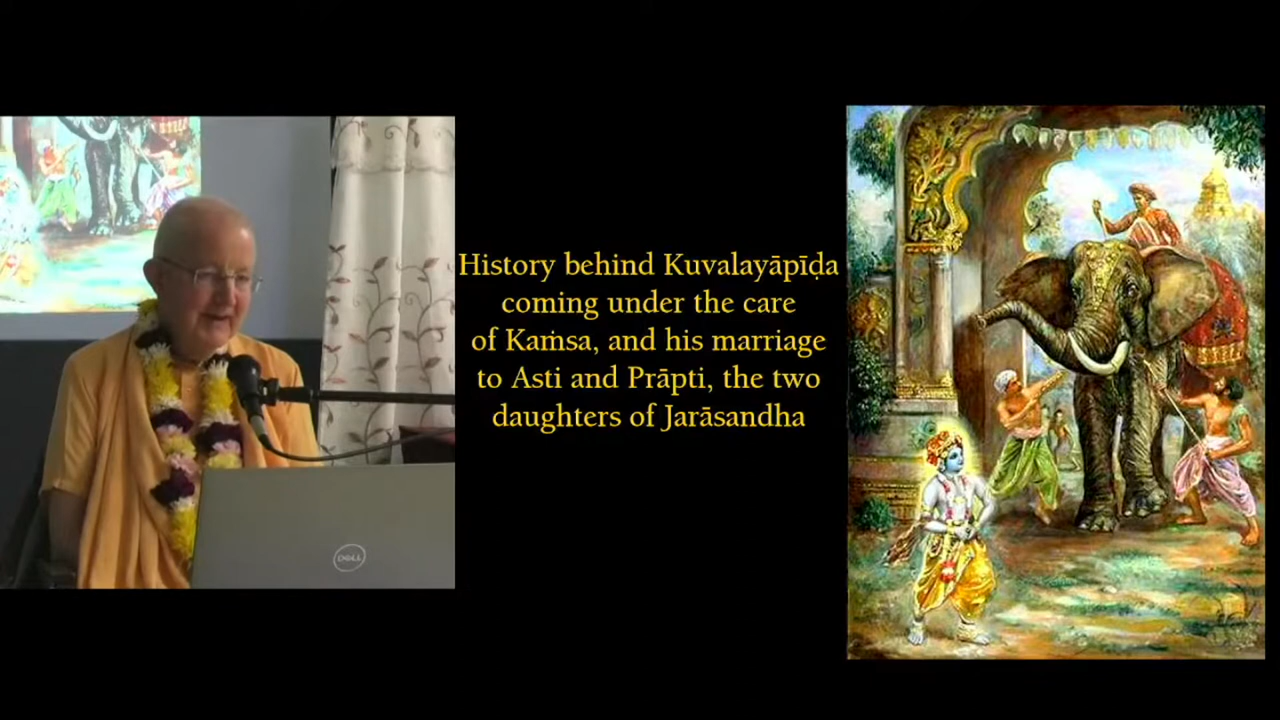 History behind Kuvalayāpīḍa
coming under the care
of Kaṁsa, and his marriage
to Asti and Prāpti, the two
daughters of Jarāsandha
DELL